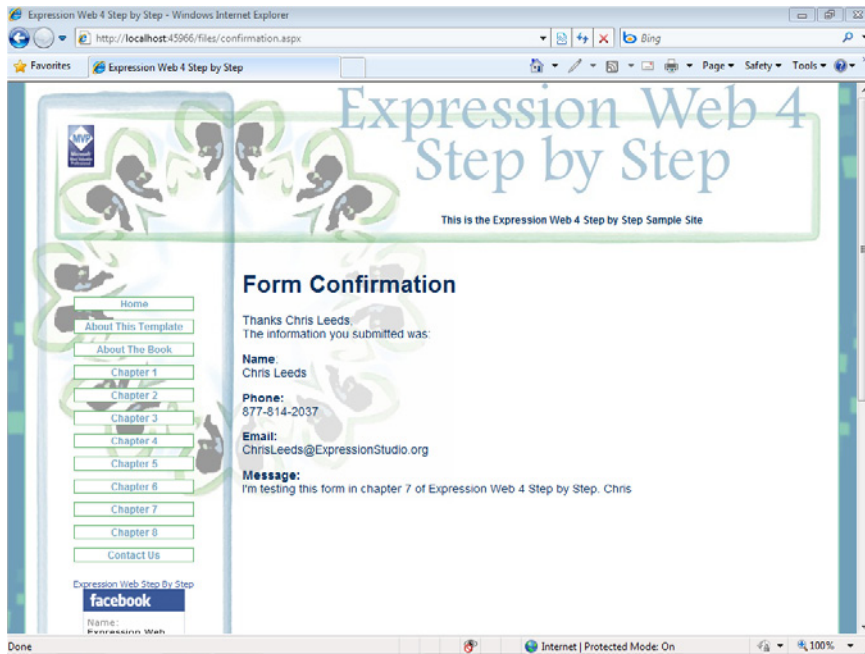 Expression Web 4 Step by Step - Windows Internet Explorer
http://localhost:45966/files/confirmation.aspx
Bing
Favorites
Expression Web 4 Step by Step
Page
Safety
Tools
Expression Web 4
Step by Step
MVP
This is the Expression Web 4 Step by Step Sample Site
Home
About This Template
About The Book
Chapter 1
Chapter 2
Chapter 3
Chapter 4
Chapter 5
Chapter 6
Chapter 7
Chapter 8
Contact Us
Expression Web Step By Step
facebook
Name:
Expression Web
Form Confirmation
Thanks Chris Leeds,
The information you submitted was:
Name:
Chris Leeds
Phone:
877-814-2037
Email:
ChrisLeeds@ExpressionStudio.org
Message:
I'm testing this form in chapter 7 of Expression Web 4 Step by Step. Chris
Done
Internet | Protected Mode: On
100%